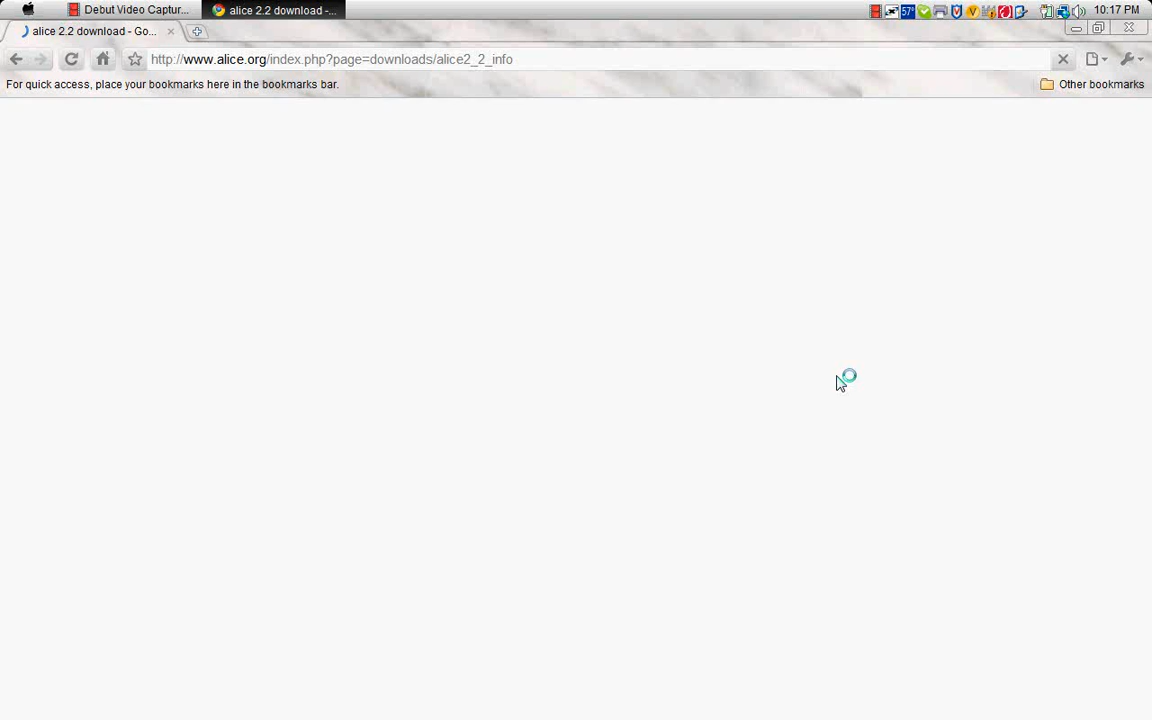 Debut Video Captur...
alice 2.2 download -...
57°
10:17 PM
alice 2.2 download - Go...
http://www.alice.org/index.php?page=downloads/alice2_2_info
For quick access, place your bookmarks here in the bookmarks bar.
Other bookmarks